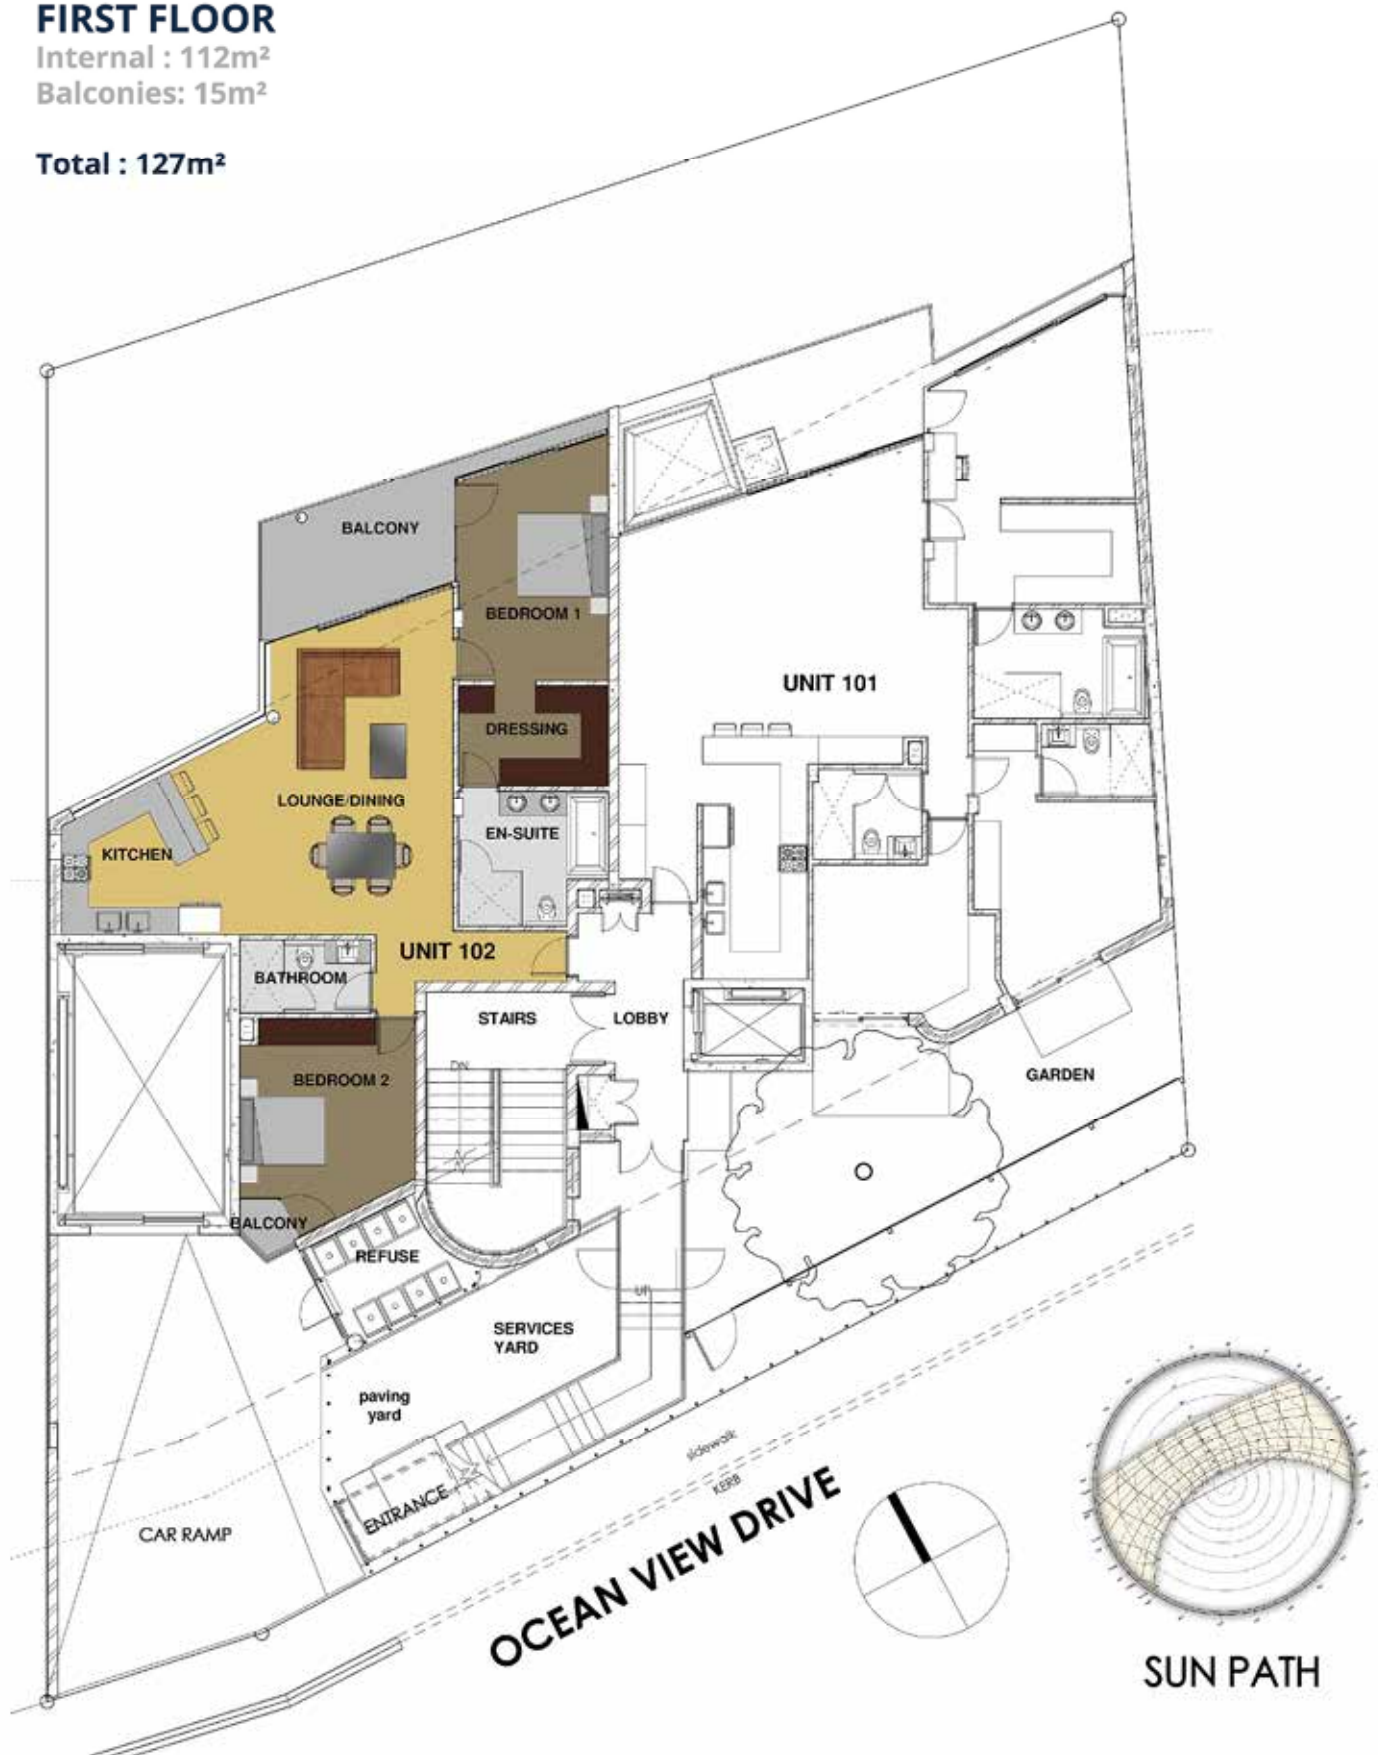 FIRST FLOOR
Internal : 112m²
Balconies: 15m²
Total : 127m²
BALCONY
BEDROOM 1
UNIT 101
DRESSING
LOUNGE/DINING
EN-SUITE
KITCHEN
UNIT 102
BATHROOM
STAIRS
LOBBY
DN
BEDROOM 2
GARDEN
BALCONY
REFUSE
UP
SERVICES
YARD
paving
yard
sidewalk
KERB
ENTRANCE
CAR RAMP
OCEAN VIEW DRIVE
SUN PATH